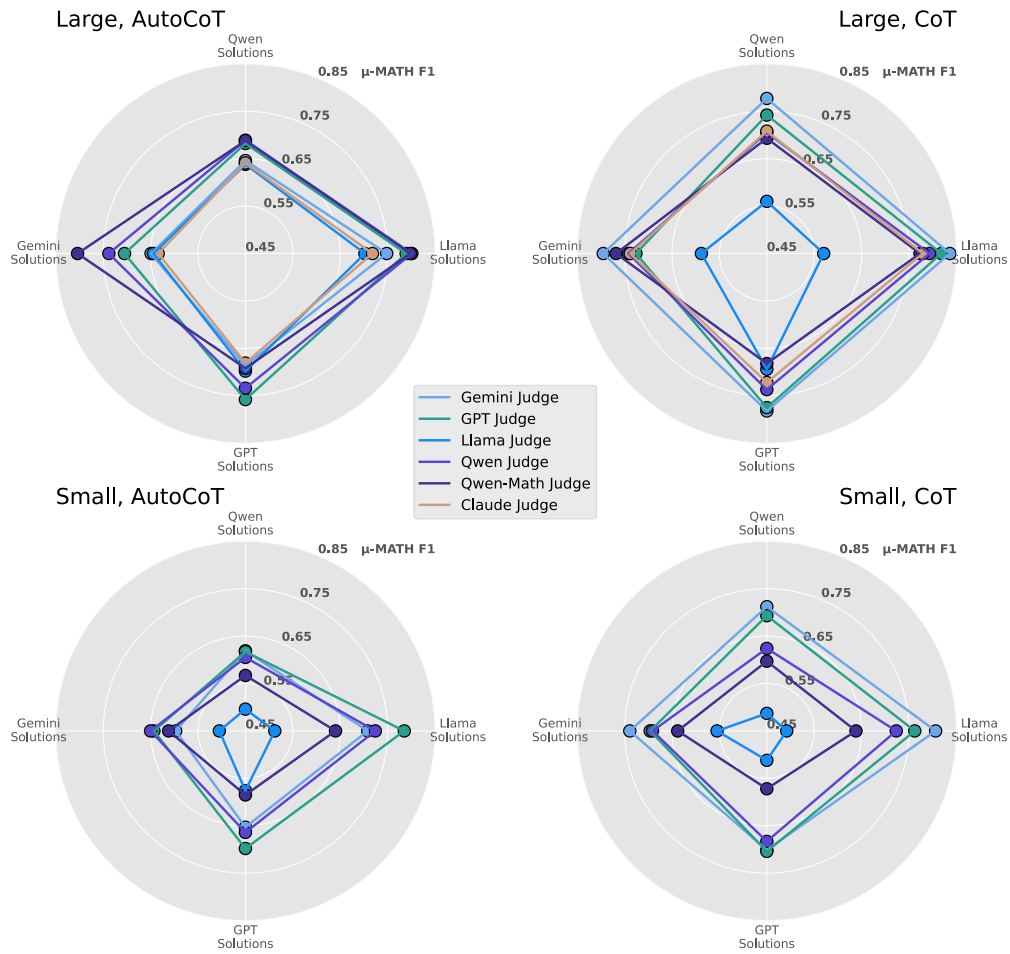 Large, AutoCoT
Qwen
Solutions
0.85 μ-MATH F1
0.75
0.65
0.55
0.45
Gemini
Solutions
Llama
Solutions
GPT
Solutions
Large, CoT
Qwen
Solutions
0.85 μ-MATH F1
0.75
0.65
0.55
0.45
Gemini
Solutions
Llama
Solutions
GPT
Solutions
Gemini Judge
GPT Judge
Llama Judge
Qwen Judge
Qwen-Math Judge
Claude Judge
Small, AutoCoT
Qwen
Solutions
0.85 μ-MATH F1
0.75
0.65
0.55
0.45
Gemini
Solutions
Llama
Solutions
GPT
Solutions
Small, CoT
Qwen
Solutions
0.85 μ-MATH F1
0.75
0.65
0.55
0.45
Gemini
Solutions
Llama
Solutions
GPT
Solutions